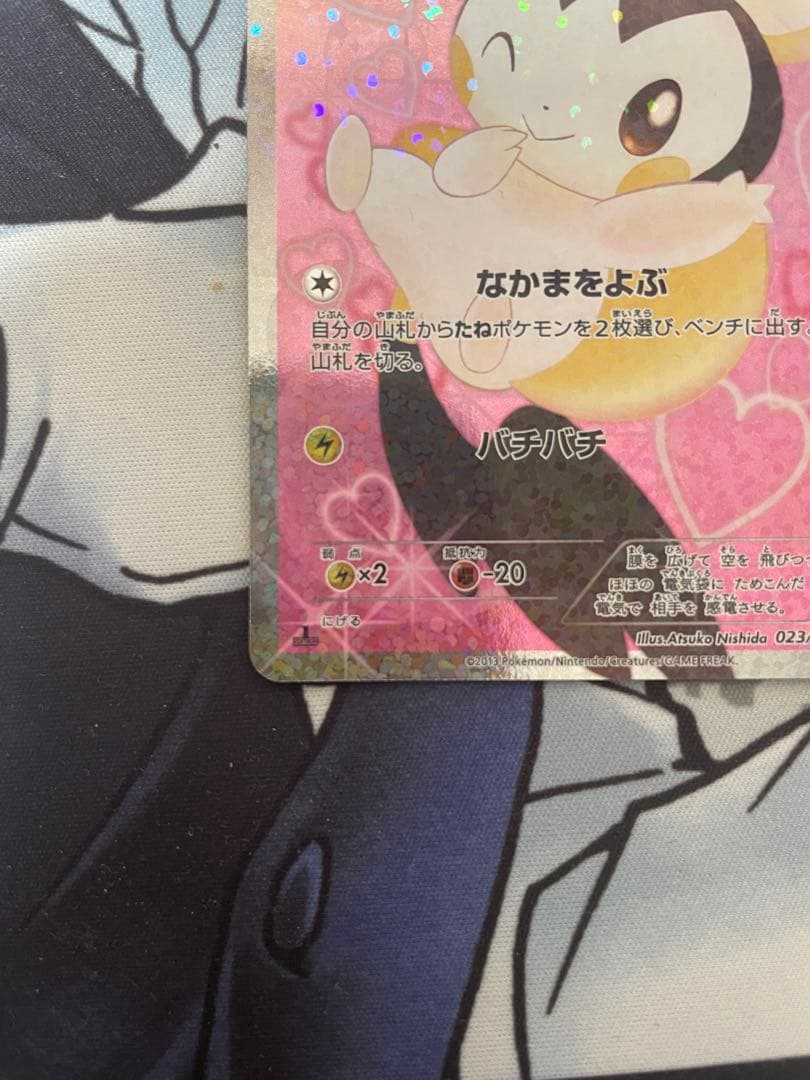 なかまをよぶ
自分の山札からたねポケモンを2枚選び、ベンチに出す。
山札を切る。
バチバチ
弱点 抵抗力
×2 -20
にげる
膜を 広げて 空を 飛びつ
ほほの 電気袋に ためこんだ
電気で 相手を 感電させる。
1
Illus.Atsuko Nishida 023/
©2013 Pokémon/Nintendo/Creatures/GAME FREAK.